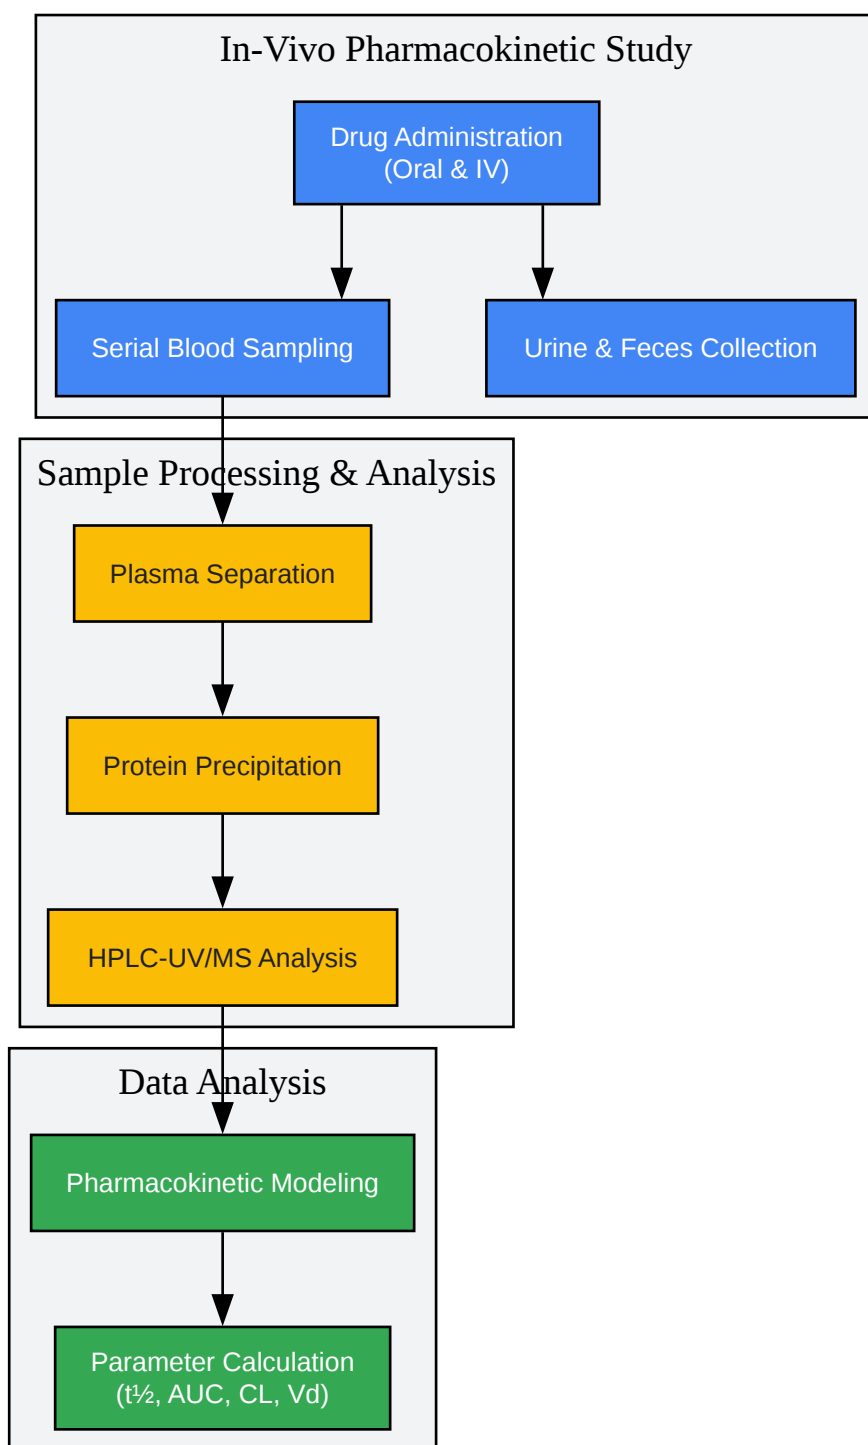 In-Vivo Pharmacokinetic Study
Drug Administration
(Oral & IV)
Serial Blood Sampling
Urine & Feces Collection
Sample Processing & Analysis
Plasma Separation
Protein Precipitation
HPLC-UV/MS Analysis
Data Analysis
Pharmacokinetic Modeling
Parameter Calculation
(t½, AUC, CL, Vd)